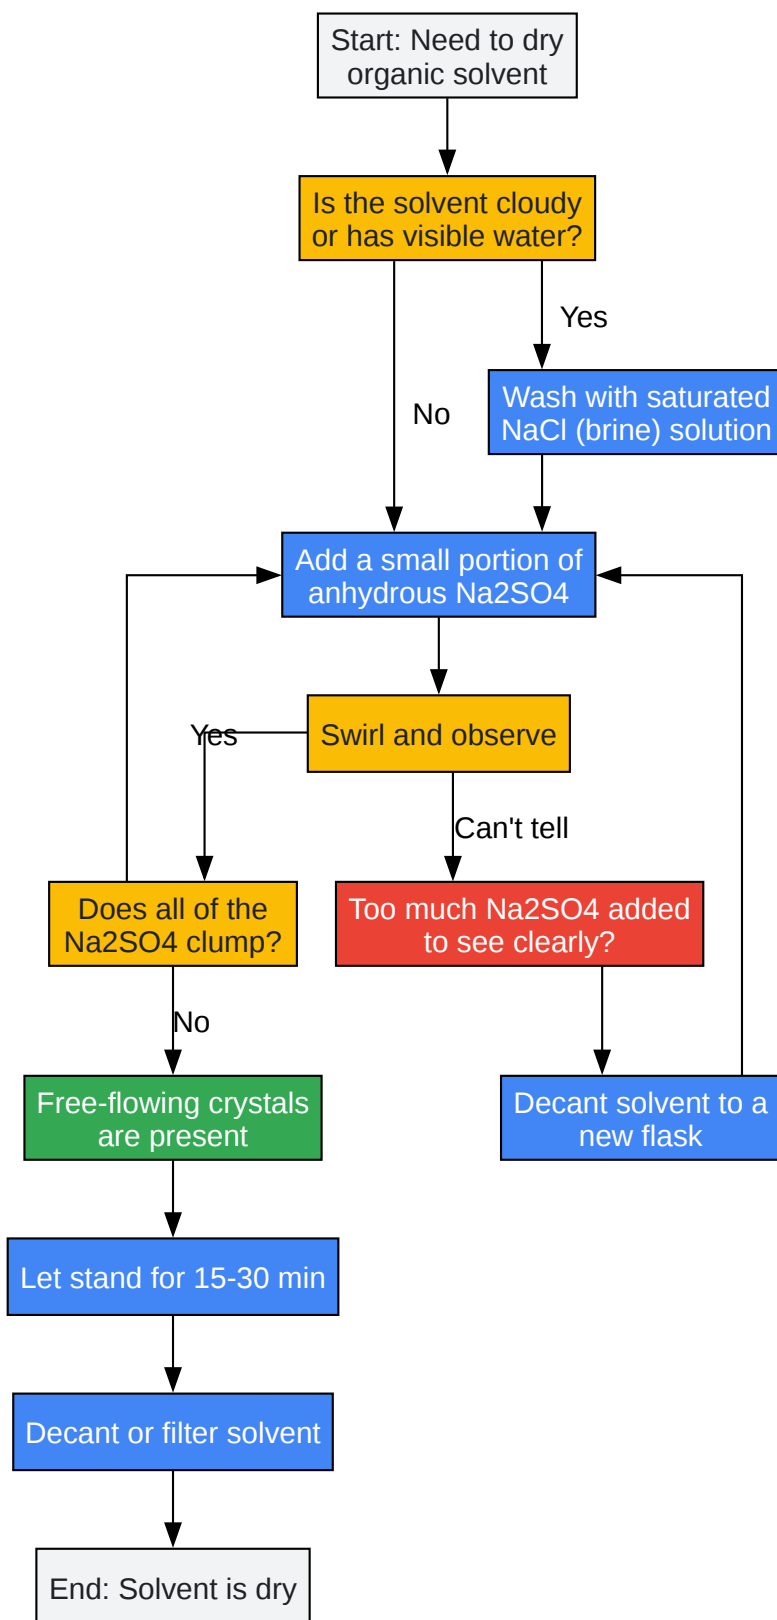 Start: Need to dry
organic solvent
Is the solvent cloudy
or has visible water?
Yes
No
Wash with saturated
NaCl (brine) solution
Add a small portion of
anhydrous Na2SO4
Swirl and observe
Yes
Can't tell
Does all of the
Na2SO4 clump?
Too much Na2SO4 added
to see clearly?
No
Free-flowing crystals
are present
Decant solvent to a
new flask
Let stand for 15-30 min
Decant or filter solvent
End: Solvent is dry